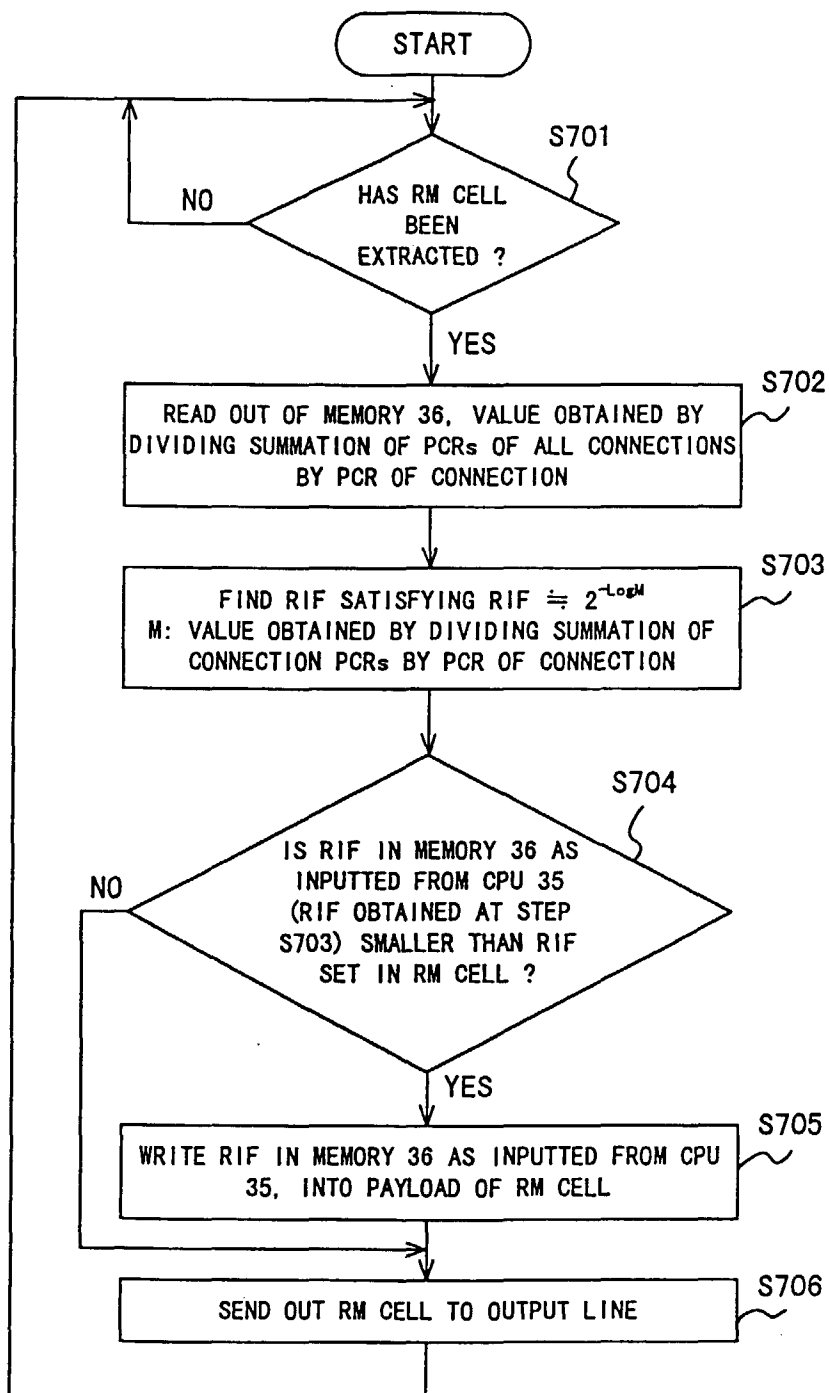 START
S701
NO
HAS RM CELL
BEEN
EXTRACTED ?
YES
S702
READ OUT OF MEMORY 36, VALUE OBTAINED BY
DIVIDING SUMMATION OF PCRs OF ALL CONNECTIONS
BY PCR OF CONNECTION
S703
FIND RIF SATISFYING RIF ≒ 2^-LogM
M: VALUE OBTAINED BY DIVIDING SUMMATION OF
CONNECTION PCRs BY PCR OF CONNECTION
S704
NO
IS RIF IN MEMORY 36 AS
INPUTTED FROM CPU 35
(RIF OBTAINED AT STEP
S703) SMALLER THAN RIF
SET IN RM CELL ?
YES
S705
WRITE RIF IN MEMORY 36 AS INPUTTED FROM CPU
35, INTO PAYLOAD OF RM CELL
S706
SEND OUT RM CELL TO OUTPUT LINE